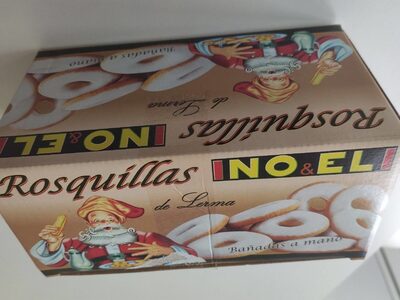 Bañadas a mano
de Lerma
Rosquillas
NO&EL
Rosquillas
NO&EL
de Lerma
Bañadas a mano